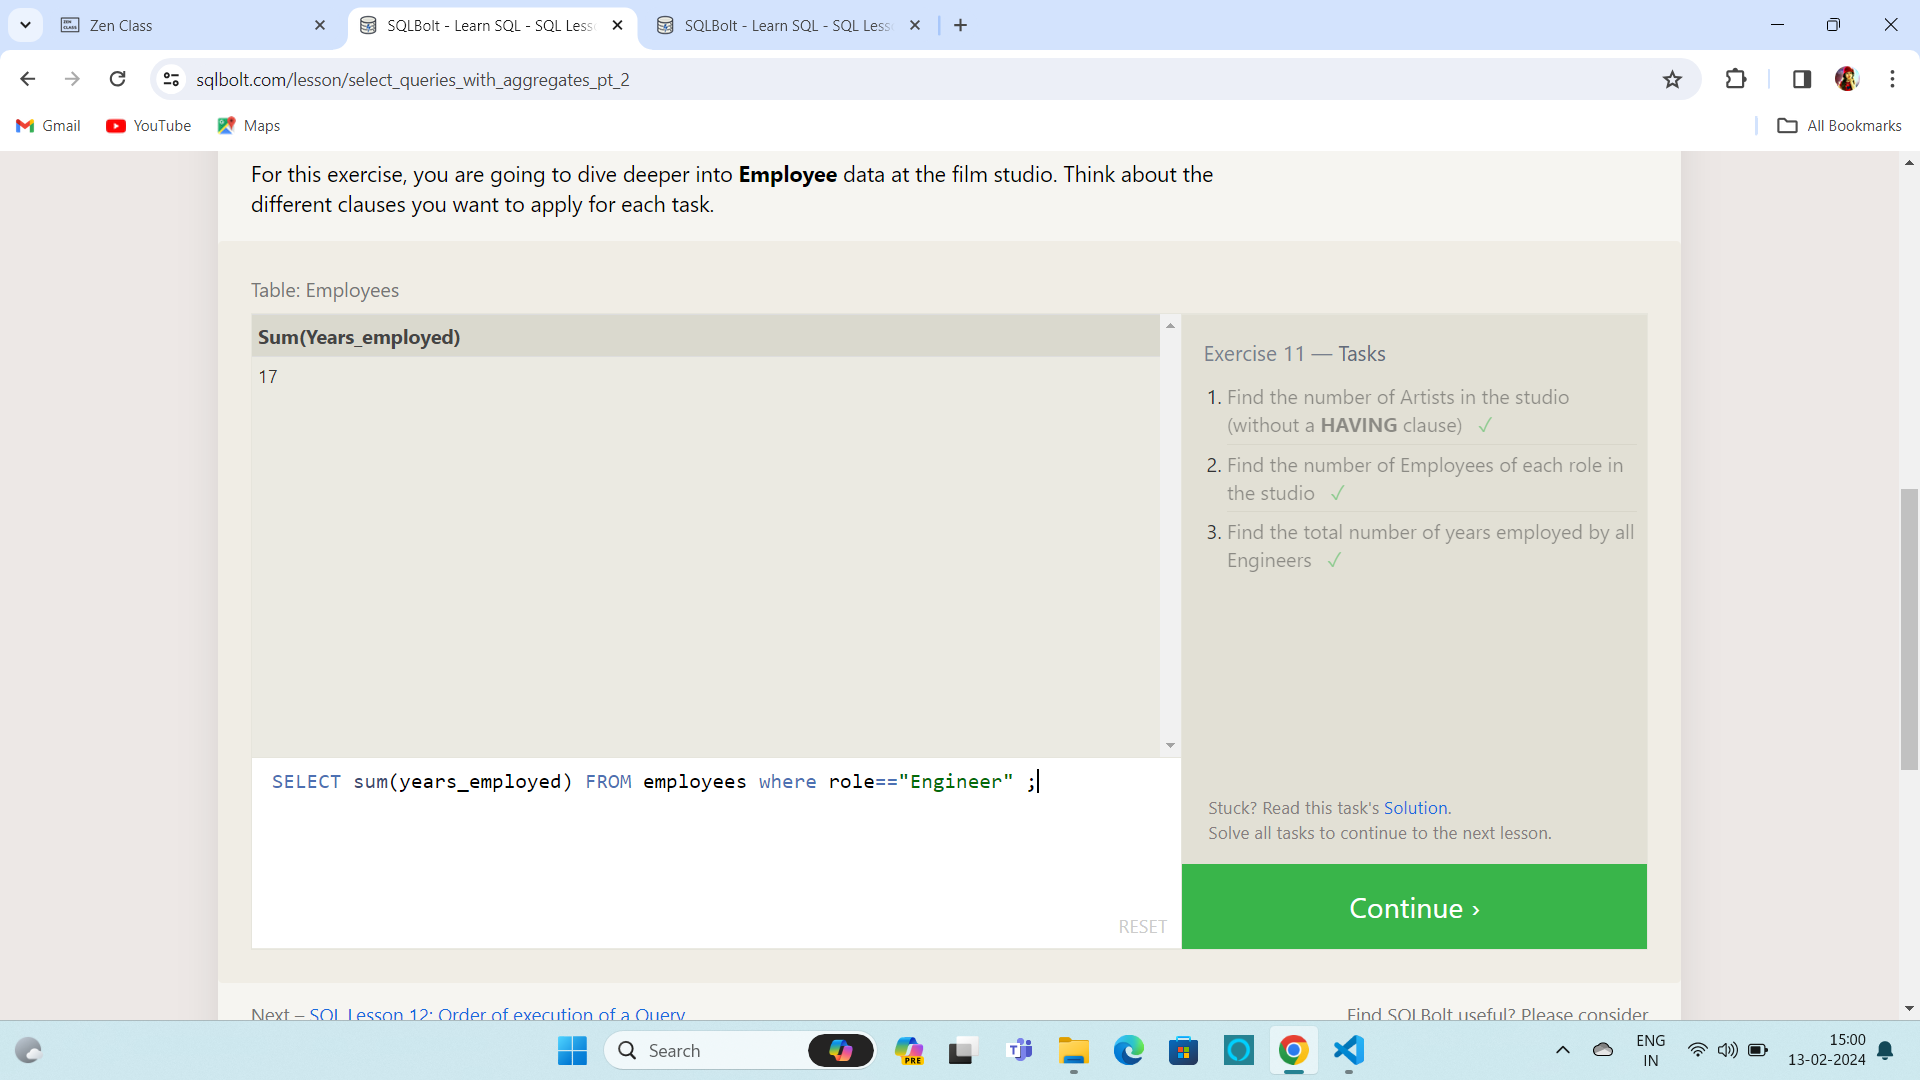 Zen Class
SQLBolt - Learn SQL - SQL Less
SQLBolt - Learn SQL - SQL Less
sqlbolt.com/lesson/select_queries_with_aggregates_pt_2
Gmail
YouTube
Maps
All Bookmarks
For this exercise, you are going to dive deeper into Employee data at the film studio. Think about the
different clauses you want to apply for each task.
Table: Employees
Sum(Years_employed)
17
SELECT sum(years_employed) FROM employees where role=="Engineer" ;
RESET
Exercise 11 — Tasks
1. Find the number of Artists in the studio
(without a HAVING clause) ✓
2. Find the number of Employees of each role in
the studio ✓
3. Find the total number of years employed by all
Engineers ✓
Stuck? Read this task's Solution.
Solve all tasks to continue to the next lesson.
Continue ›
Next – SQL Lesson 12: Order of execution of a Query
Find SQLBolt useful? Please consider
Search
PRE
ENG
IN
15:00
13-02-2024